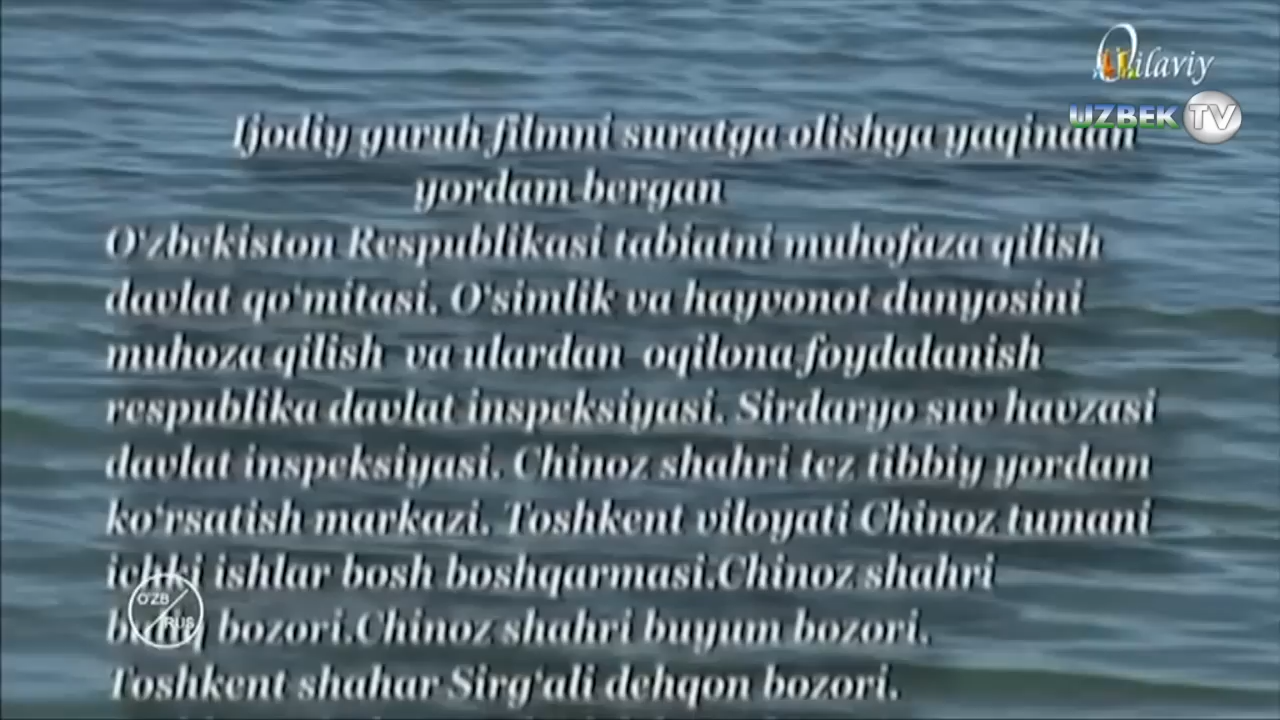 Oilaviy
UZBEK TV
Ijodiy guruh filmni suratga olishga yaqindan
yordam bergan
O‘zbekiston Respublikasi tabiatni muhofaza qilish
davlat qo‘mitasi. O‘simlik va hayvonot dunyosini
muhoza qilish va ulardan oqilona foydalanish
respublika davlat inspeksiyasi. Sirdaryo suv havzasi
davlat inspeksiyasi. Chinoz shahri tez tibbiy yordam
ko‘rsatish markazi. Toshkent viloyati Chinoz tumani
ichki ishlar bosh boshqarmasi.Chinoz shahri
bozori.Chinoz shahri buyum bozori.
O'ZB
RUS
Toshkent shahar Sirg‘ali dehqon bozori.